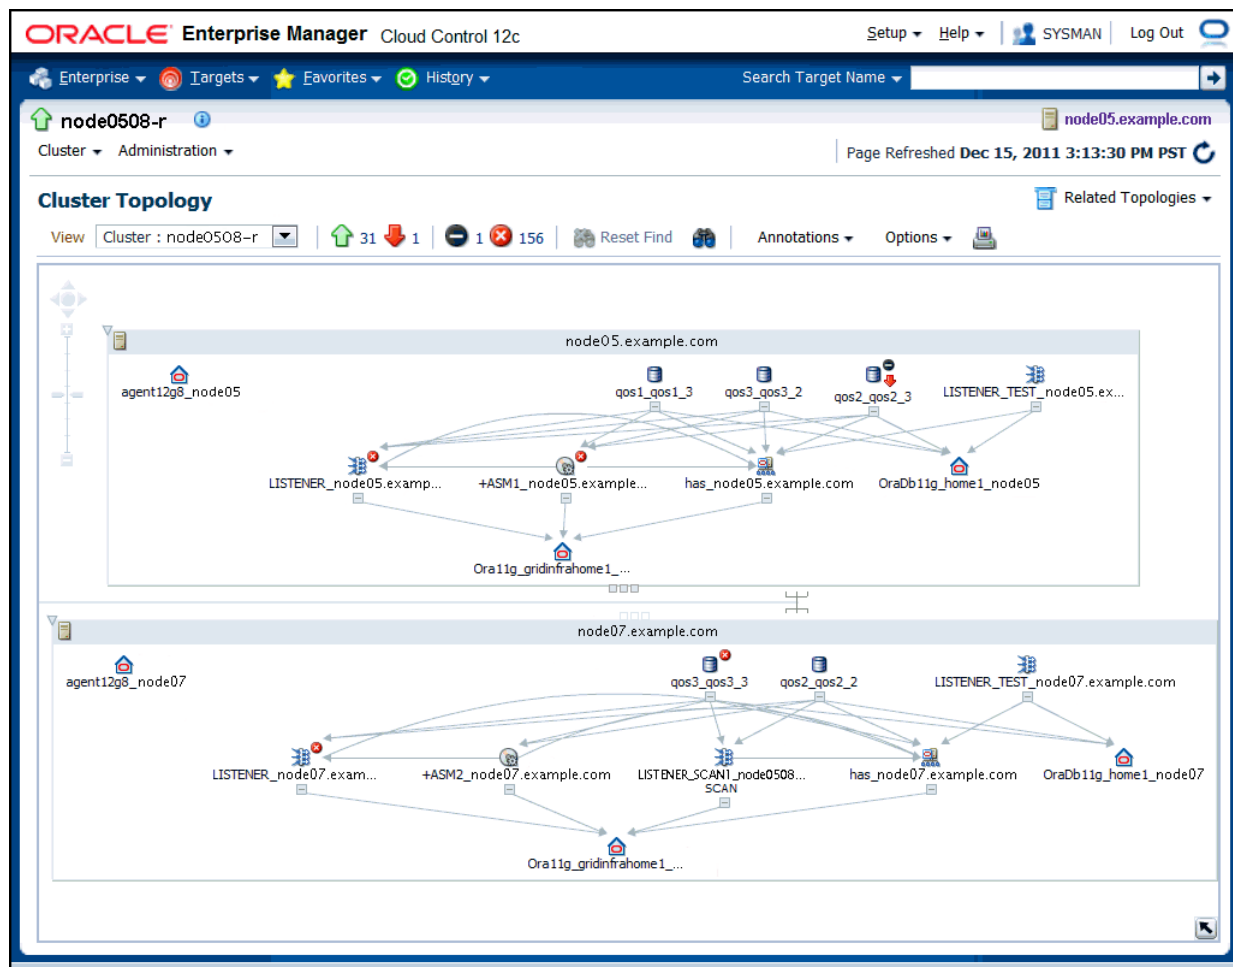 ORACLE Enterprise Manager Cloud Control 12c
Setup Help SYSMAN Log Out
Enterprise Targets Favorites History Search Target Name
node0508-r node05.example.com
Cluster Administration Page Refreshed Dec 15, 2011 3:13:30 PM PST
Cluster Topology Related Topologies
View Cluster : node0508-r 31 1 1 156 Reset Find Annotations Options
node05.example.com
agent12g8_node05 qos1_qos1_3 qos3_qos3_2 qos2_qos2_3 LISTENER_TEST_node05.ex...
LISTENER_node05.examp... +ASM1_node05.example... has_node05.example.com OraDb11g_home1_node05
Ora11g_gridinfrahome1_...
node07.example.com
agent12g8_node07 qos3_qos3_3 qos2_qos2_2 LISTENER_TEST_node07.example.com
LISTENER_node07.exam... +ASM2_node07.example.com LISTENER_SCAN1_node0508... has_node07.example.com OraDb11g_home1_node07
SCAN
Ora11g_gridinfrahome1_...